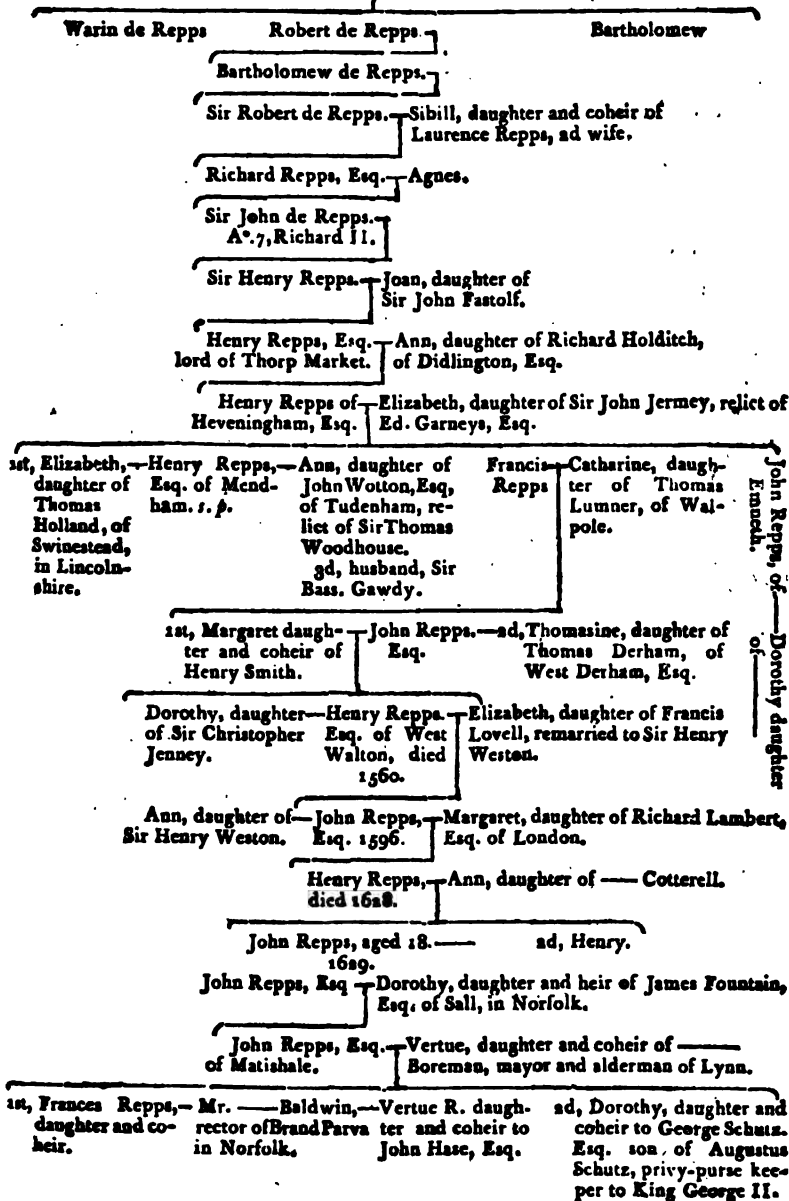 Warin de Repps Robert de Repps. Bartholomew
Bartholomew de Repps.
Sir Robert de Repps. Sibill, daughter and coheir of
Laurence Repps, 2d wife.
Richard Repps, Esq. Agnes.
Sir John de Repps.
A°. 7, Richard II.
Sir Henry Repps. Joan, daughter of
Sir John Fastolf.
Henry Repps, Esq. Ann, daughter of Richard Holditch,
lord of Thorp Market. of Didlington, Esq.
Henry Repps of Elizabeth, daughter of Sir John Jermey, relict of
Heveningham, Esq. Ed. Garneys, Esq.
1st, Elizabeth,
daughter of
Thomas
Holland, of
Swinestead,
in Lincoln-
shire.
Henry Repps,
Esq. of Mend-
ham. s. p.
Ann, daughter of
John Wotton, Esq,
of Tudenham, re-
lict of Sir Thomas
Woodhouse.
3d, husband, Sir
Bass. Gawdy.
Francis
Repps
Catharine, daugh-
ter of Thomas
Lumner, of Wal-
pole.
John Repps, of — Dorothy daughter
Emneth. of —
1st, Margaret daugh-
ter and coheir of
Henry Smith.
John Repps.
Esq.
2d, Thomasine, daughter of
Thomas Derham, of
West Derham, Esq.
Dorothy, daughter
of Sir Christopher
Jenney.
Henry Repps.
Esq. of West
Walton, died
1560.
Elizabeth, daughter of Francis
Lovell, remarried to Sir Henry
Weston.
Ann, daughter of
Sir Henry Weston.
John Repps,
Esq. 1596.
Margaret, daughter of Richard Lambert,
Esq. of London.
Henry Repps,
died 1628.
Ann, daughter of — Cotterell.
John Repps, aged 18. — 2d, Henry.
1629.
John Repps, Esq Dorothy, daughter and heir of James Fountain,
Esq. of Sall, in Norfolk.
John Repps, Esq. Vertue, daughter and coheir of —
of Matishale. Boreman, mayor and alderman of Lynn.
1st, Frances Repps,
daughter and co-
heir.
Mr. — Baldwin,
rector of Brand Parva
in Norfolk.
Vertue R. daugh-
ter and coheir to
John Hase, Esq.
2d, Dorothy, daughter and
coheir to George Schutz.
Esq. son of Augustus
Schutz, privy-purse kee-
per to King George II.